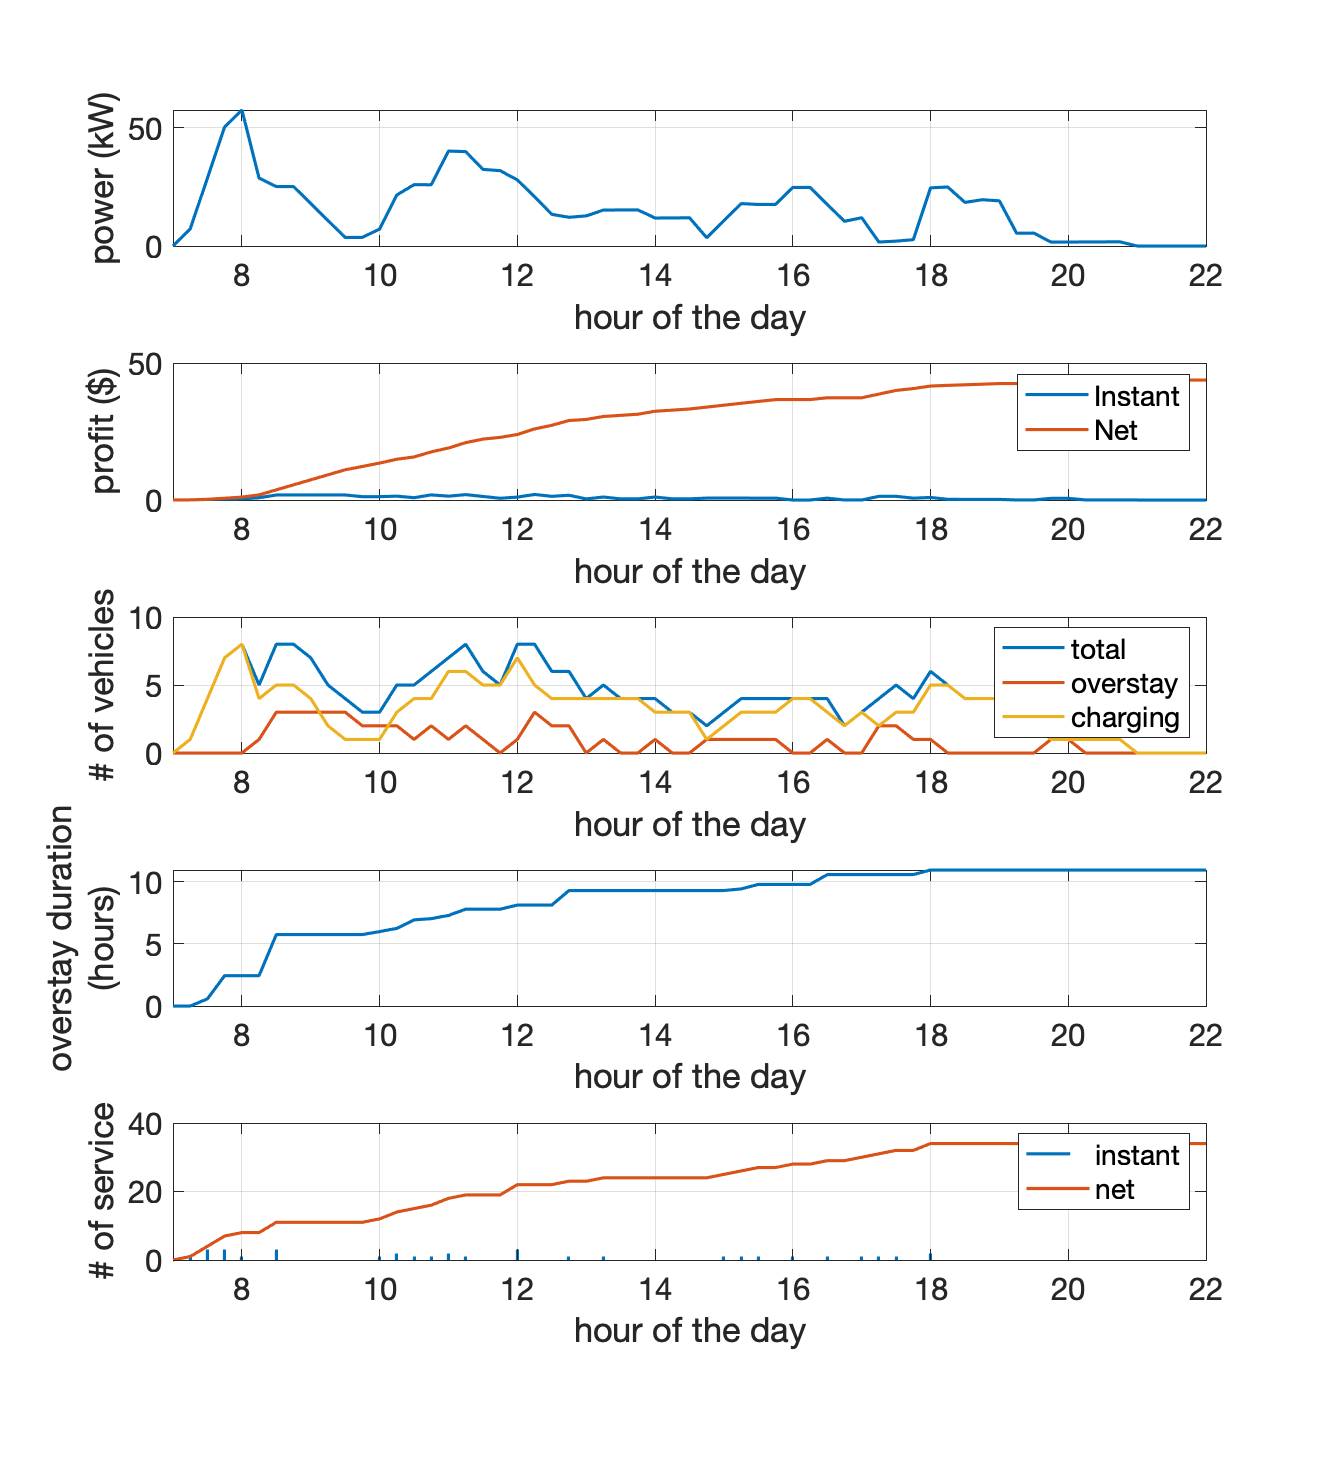 power (kW)
50
0
8 10 12 14 16 18 20 22
hour of the day
profit ($)
50
0
Instant
Net
8 10 12 14 16 18 20 22
hour of the day
# of vehicles
10
5
0
total
overstay
charging
8 10 12 14 16 18 20 22
hour of the day
overstay duration
(hours)
10
5
0
8 10 12 14 16 18 20 22
hour of the day
# of service
40
20
0
instant
net
8 10 12 14 16 18 20 22
hour of the day